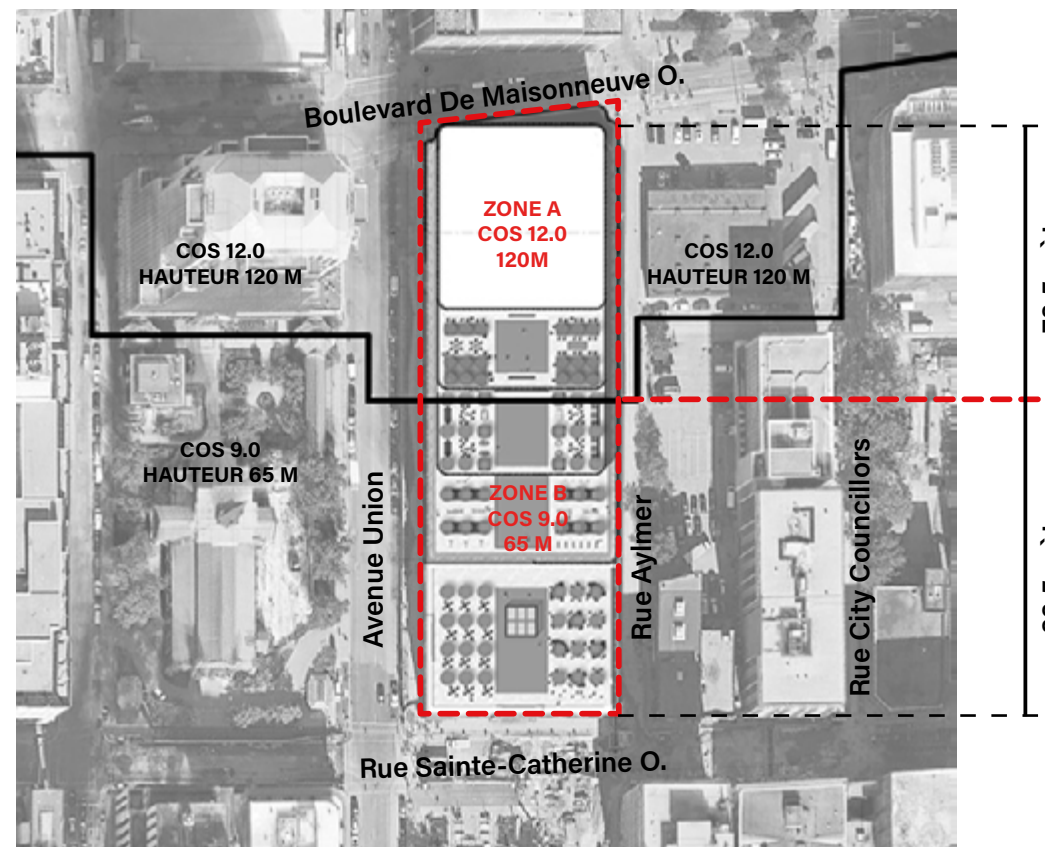 Boulevard De Maisonneuve O.
ZONE A
COS 12.0
120M
COS 12.0
HAUTEUR 120 M
COS 12.0
HAUTEUR 120 M
COS 9.0
HAUTEUR 65 M
ZONE B
COS 9.0
65 M
Avenue Union
Rue Aylmer
Rue City Councillors
Rue Sainte-Catherine O.